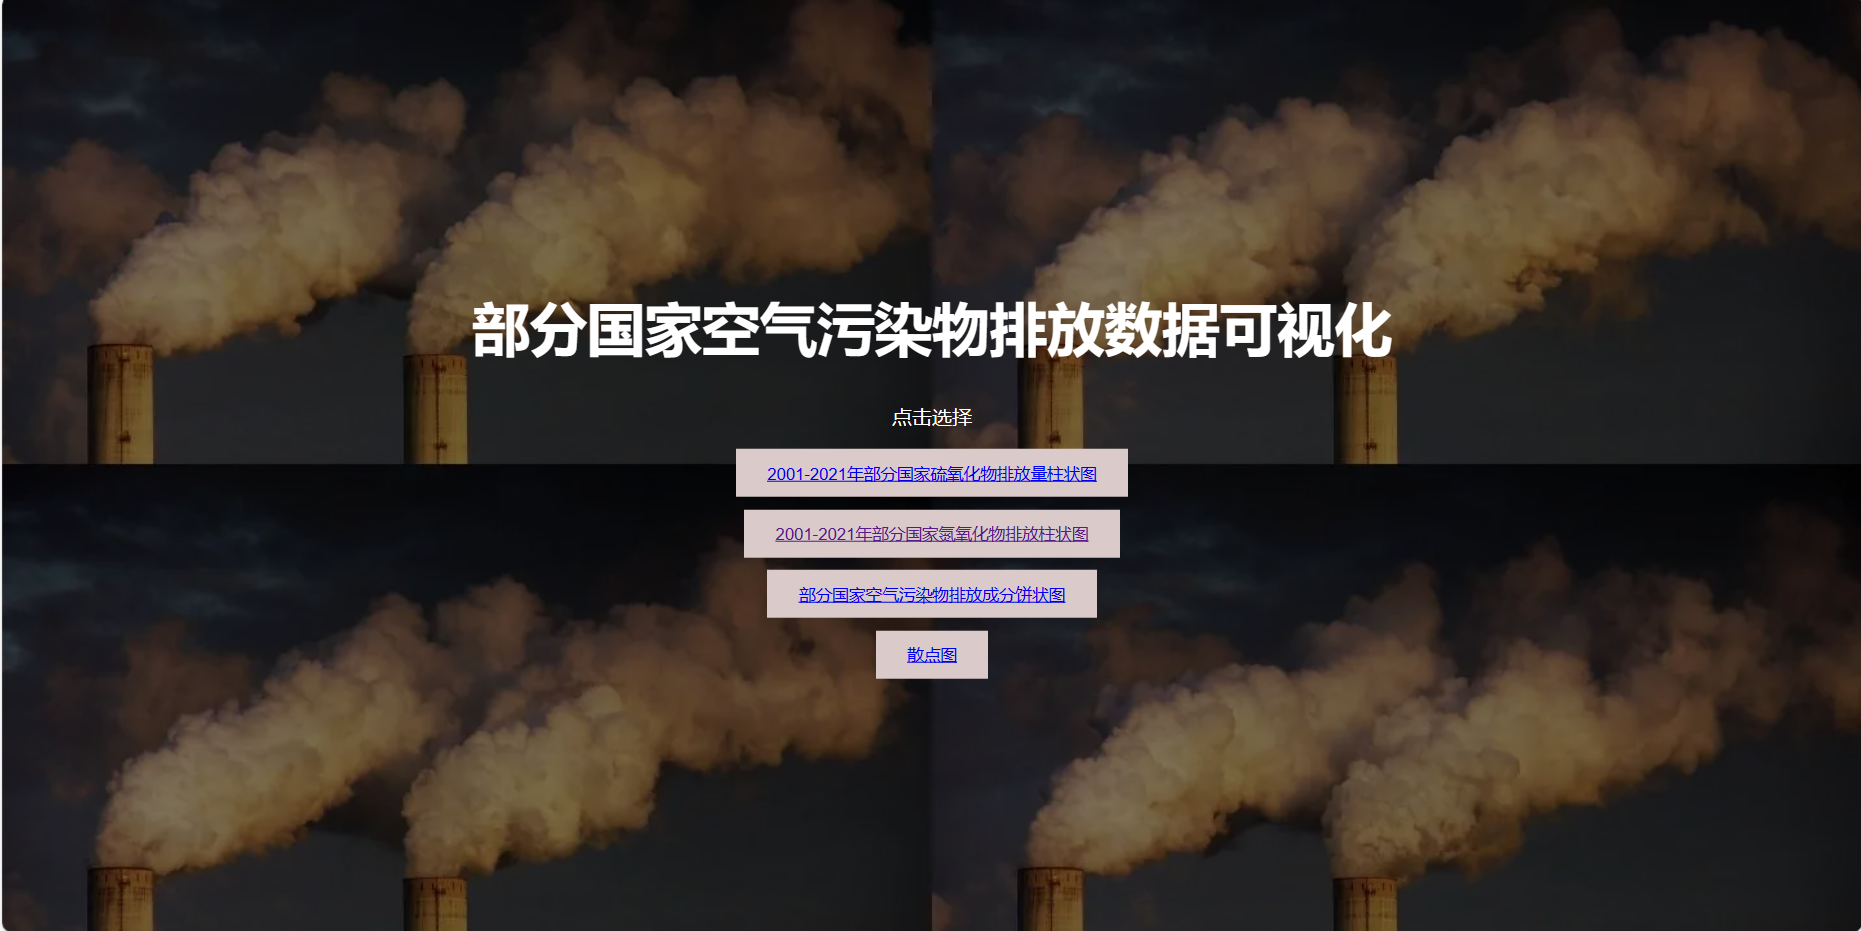 部分国家空气污染物排放数据可视化
点击选择
2001-2021年部分国家硫氧化物排放量柱状图
2001-2021年部分国家氮氧化物排放柱状图
部分国家空气污染物排放成分饼状图
散点图